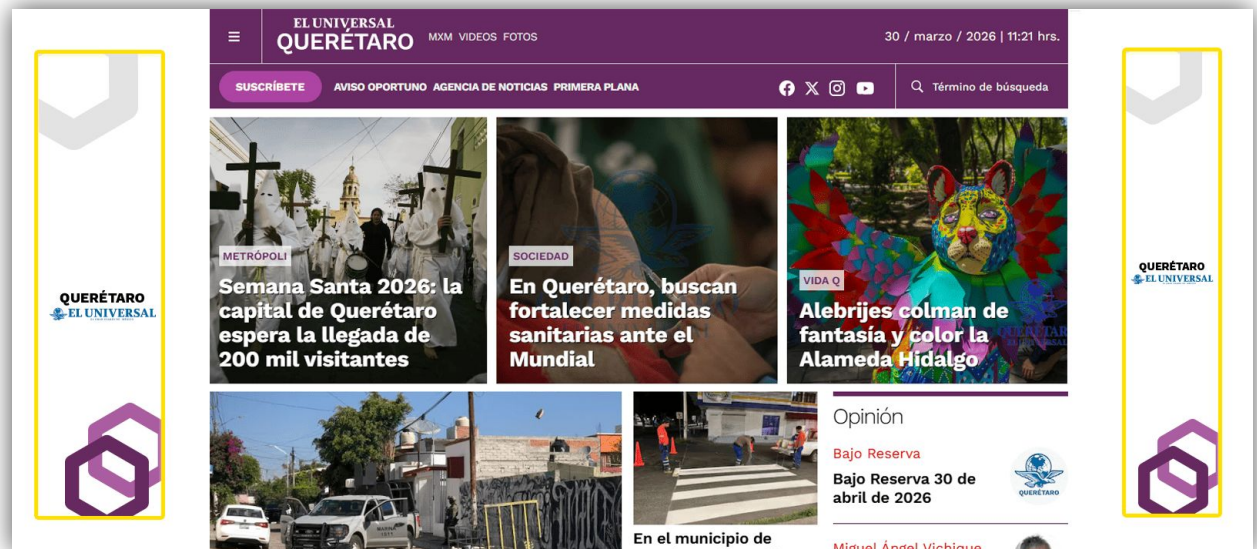 EL UNIVERSAL
QUERÉTARO
MXM VIDEOS FOTOS
30 / marzo / 2026 | 11:21 hrs.
SUSCRÍBETE
AVISO OPORTUNO AGENCIA DE NOTICIAS PRIMERA PLANA
Término de búsqueda
QUERÉTARO
EL UNIVERSAL
METRÓPOLI
Semana Santa 2026: la
capital de Querétaro
espera la llegada de
200 mil visitantes
SOCIEDAD
En Querétaro, buscan
fortalecer medidas
sanitarias ante el
Mundial
VIDA Q
Alebrijes colman de
fantasía y color la
Alameda Hidalgo
QUERÉTARO
EL UNIVERSAL
MARINA
En el municipio de
Opinión
Bajo Reserva
Bajo Reserva 30 de
abril de 2026
QUERÉTARO
Miguel Ángel Vichique